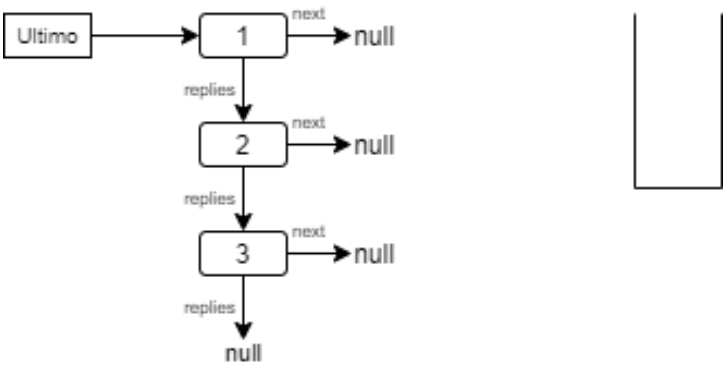 next
Ultimo 1 null
replies
next
2 null
replies
next
3 null
replies
null